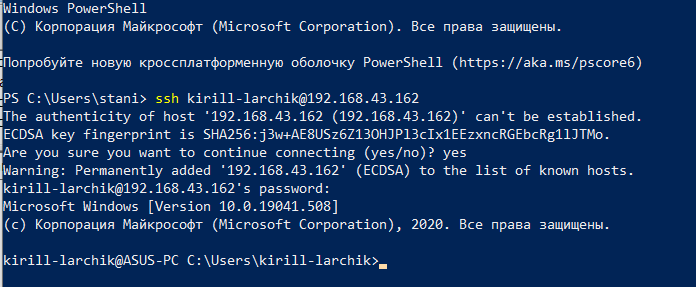 Windows PowerShell
(C) Корпорация Майкрософт (Microsoft Corporation). Все права защищены.
Попробуйте новую кроссплатформенную оболочку PowerShell (https://aka.ms/pscore6)
PS C:\Users\stani> ssh kirill-larchik@192.168.43.162
The authenticity of host '192.168.43.162 (192.168.43.162)' can't be established.
ECDSA key fingerprint is SHA256:j3w+AE8USz6Z13OHJPl3cIx1EEzxncRGEbcRg1lJTMo.
Are you sure you want to continue connecting (yes/no)? yes
Warning: Permanently added '192.168.43.162' (ECDSA) to the list of known hosts.
kirill-larchik@192.168.43.162's password:
Microsoft Windows [Version 10.0.19041.508]
(c) Корпорация Майкрософт (Microsoft Corporation), 2020. Все права защищены.
kirill-larchik@ASUS-PC C:\Users\kirill-larchik>